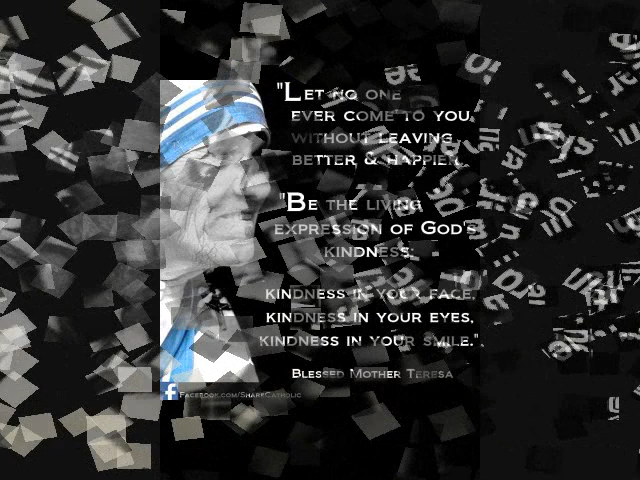 "Let no one
ever come to you
without leaving
better & happier.
"Be the living
expression of God's
kindness:
kindness in your face,
kindness in your eyes,
kindness in your smile."
Blessed Mother Teresa
Facebook.com/ShareCatholic